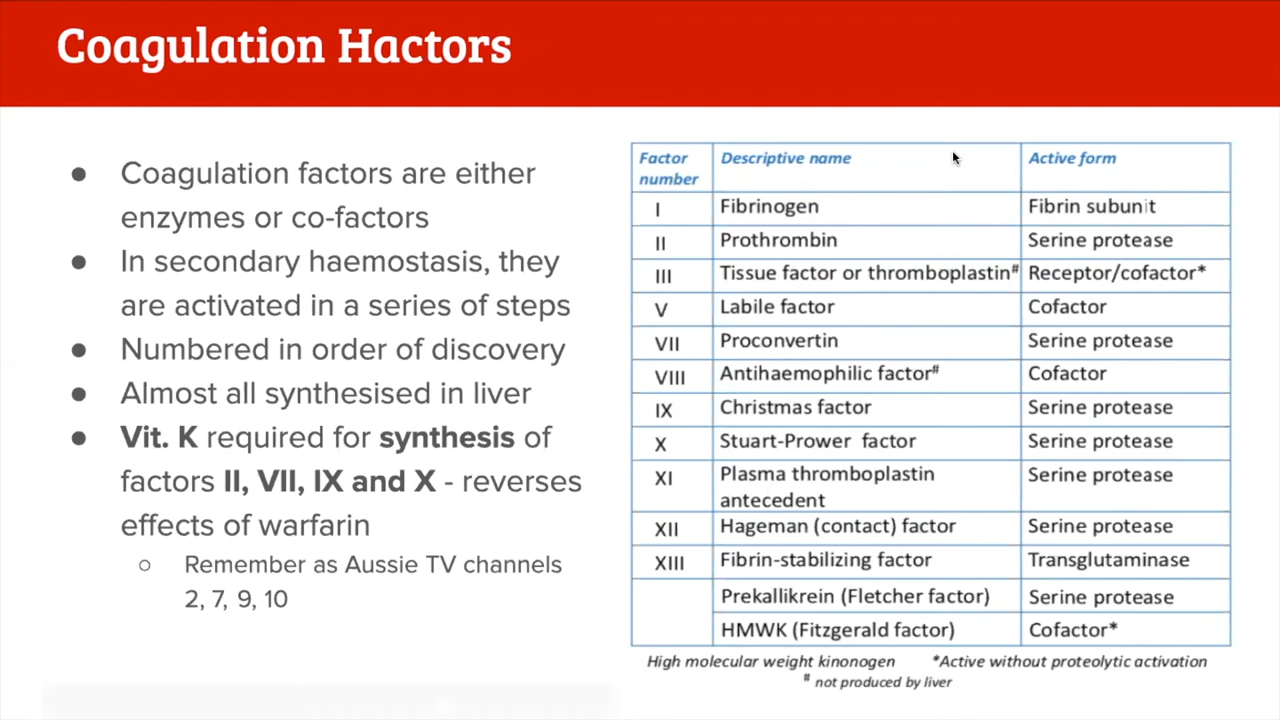 Coagulation Hactors
● Coagulation factors are either
enzymes or co-factors
● In secondary haemostasis, they
are activated in a series of steps
● Numbered in order of discovery
● Almost all synthesised in liver
● Vit. K required for synthesis of
factors II, VII, IX and X - reverses
effects of warfarin
○ Remember as Aussie TV channels
2, 7, 9, 10
Factor number Descriptive name Active form
I Fibrinogen Fibrin subunit
II Prothrombin Serine protease
III Tissue factor or thromboplastin# Receptor/cofactor*
V Labile factor Cofactor
VII Proconvertin Serine protease
VIII Antihaemophilic factor# Cofactor
IX Christmas factor Serine protease
X Stuart-Prower factor Serine protease
XI Plasma thromboplastin antecedent Serine protease
XII Hageman (contact) factor Serine protease
XIII Fibrin-stabilizing factor Transglutaminase
Prekallikrein (Fletcher factor) Serine protease
HMWK (Fitzgerald factor) Cofactor*
High molecular weight kinonogen *Active without proteolytic activation
# not produced by liver